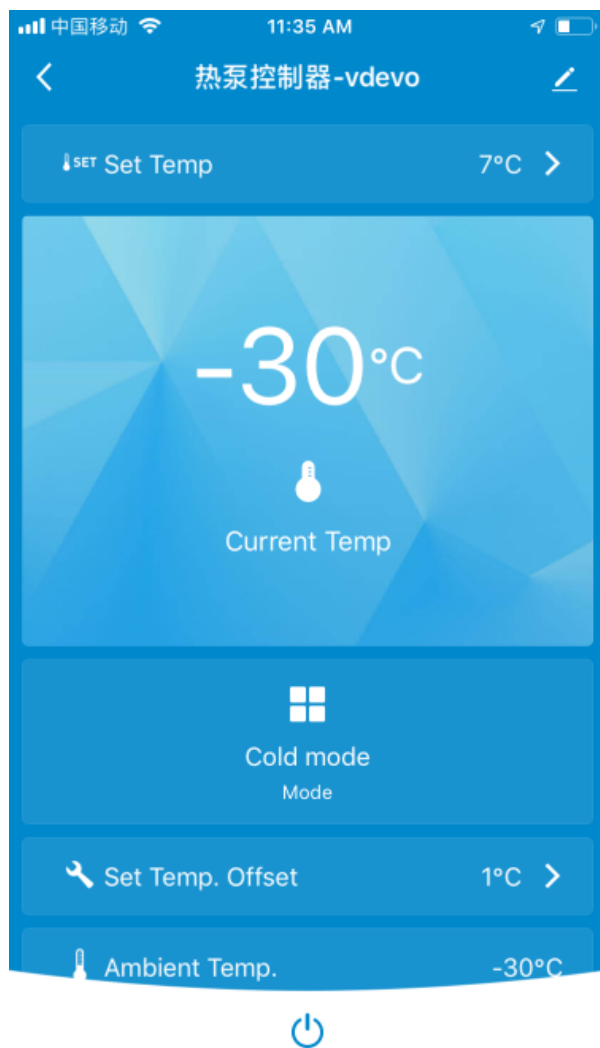 中国移动 11:35 AM
热泵控制器-vdevo
SET Set Temp 7°C
-30°C
Current Temp
Cold mode
Mode
Set Temp. Offset 1°C
Ambient Temp. -30°C